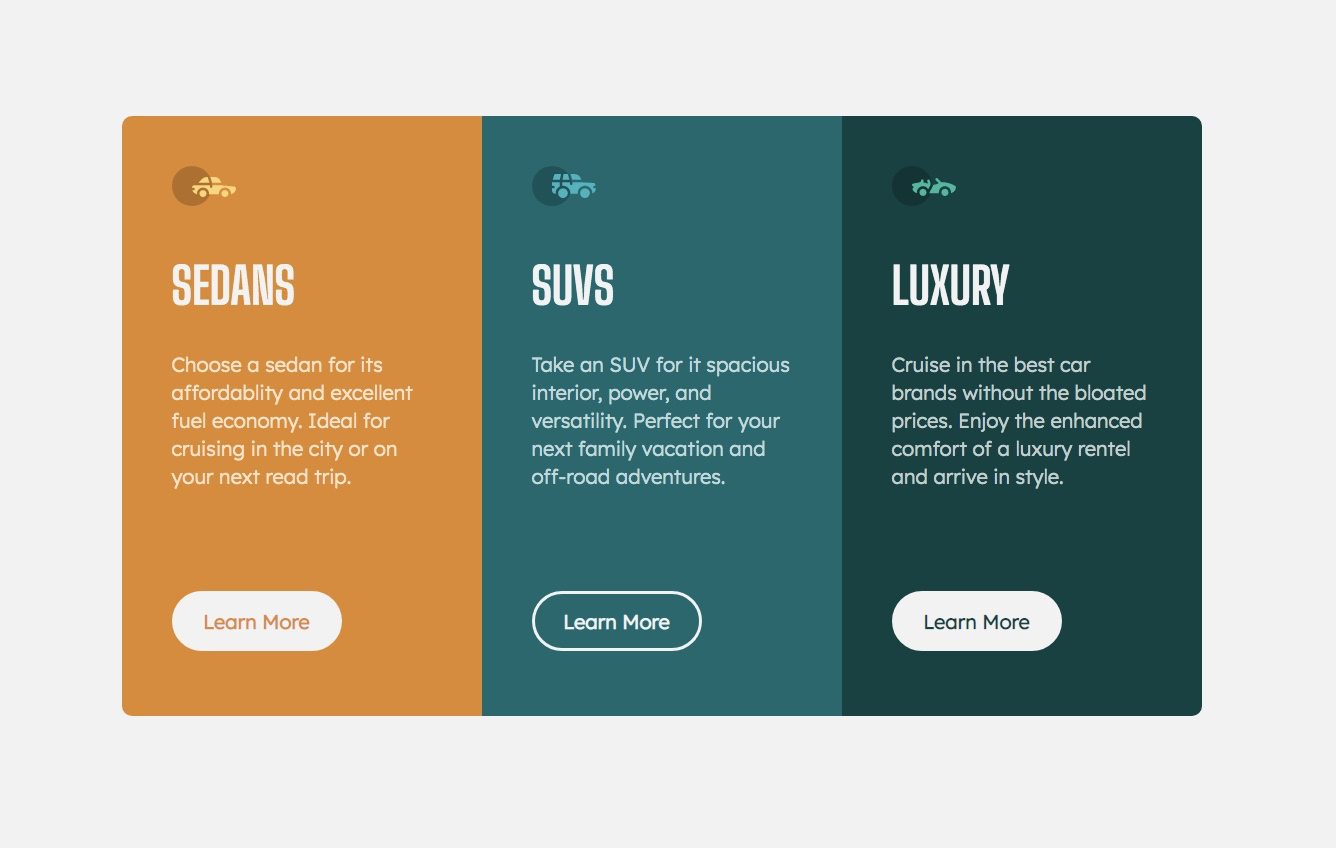 SEDANS
Choose a sedan for its
affordablity and excellent
fuel economy. Ideal for
cruising in the city or on
your next read trip.
Learn More
SUVS
Take an SUV for it spacious
interior, power, and
versatility. Perfect for your
next family vacation and
off-road adventures.
Learn More
LUXURY
Cruise in the best car
brands without the bloated
prices. Enjoy the enhanced
comfort of a luxury rentel
and arrive in style.
Learn More